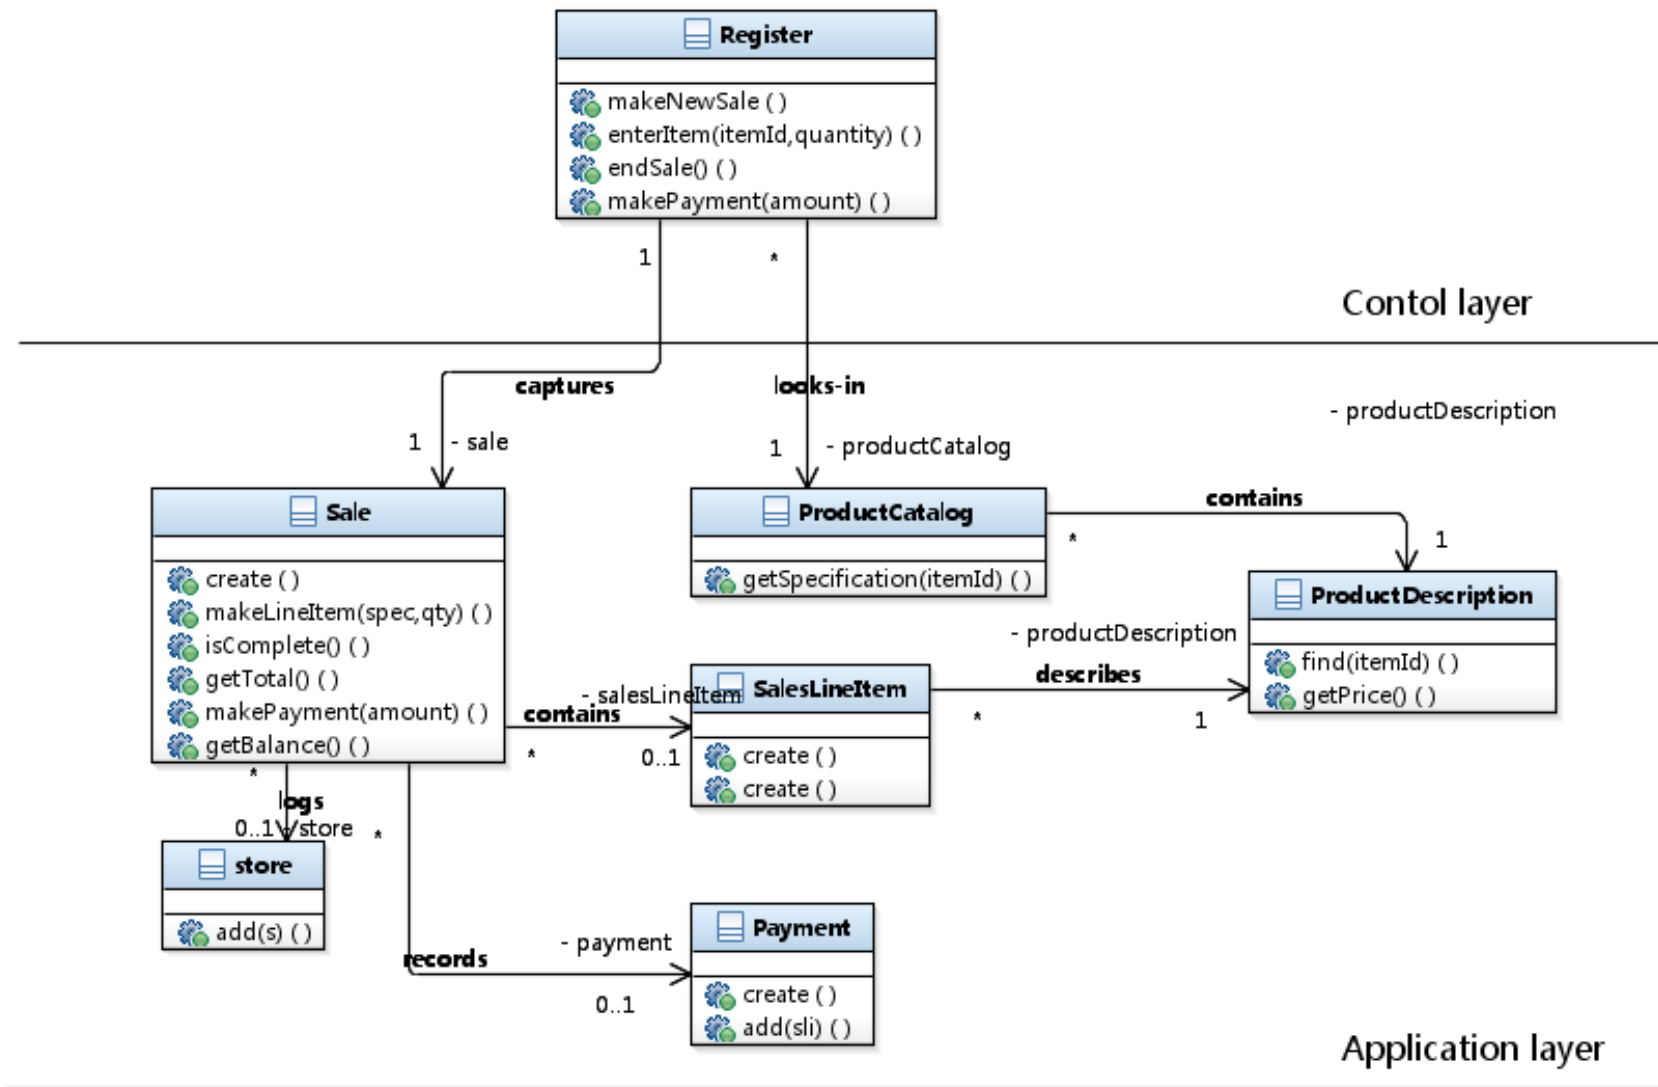 Register
makeNewSale ( )
enterItem(itemId,quantity) ( )
endSale() ( )
makePayment(amount) ( )
1
*
Contol layer
captures
looks-in
- productDescription
1
- sale
1
- productCatalog
Sale
create ( )
makeLineItem(spec,qty) ( )
isComplete() ( )
getTotal() ( )
makePayment(amount) ( )
getBalance() ( )
ProductCatalog
getSpecification(itemId) ( )
contains
*
1
ProductDescription
find(itemId) ( )
getPrice() ( )
- productDescription
describes
*
1
- salesLineItem
contains
*
0..1
SalesLineItem
create ( )
create ( )
*
logs
0..1
store
*
store
add(s) ( )
records
- payment
0..1
Payment
create ( )
add(sli) ( )
Application layer